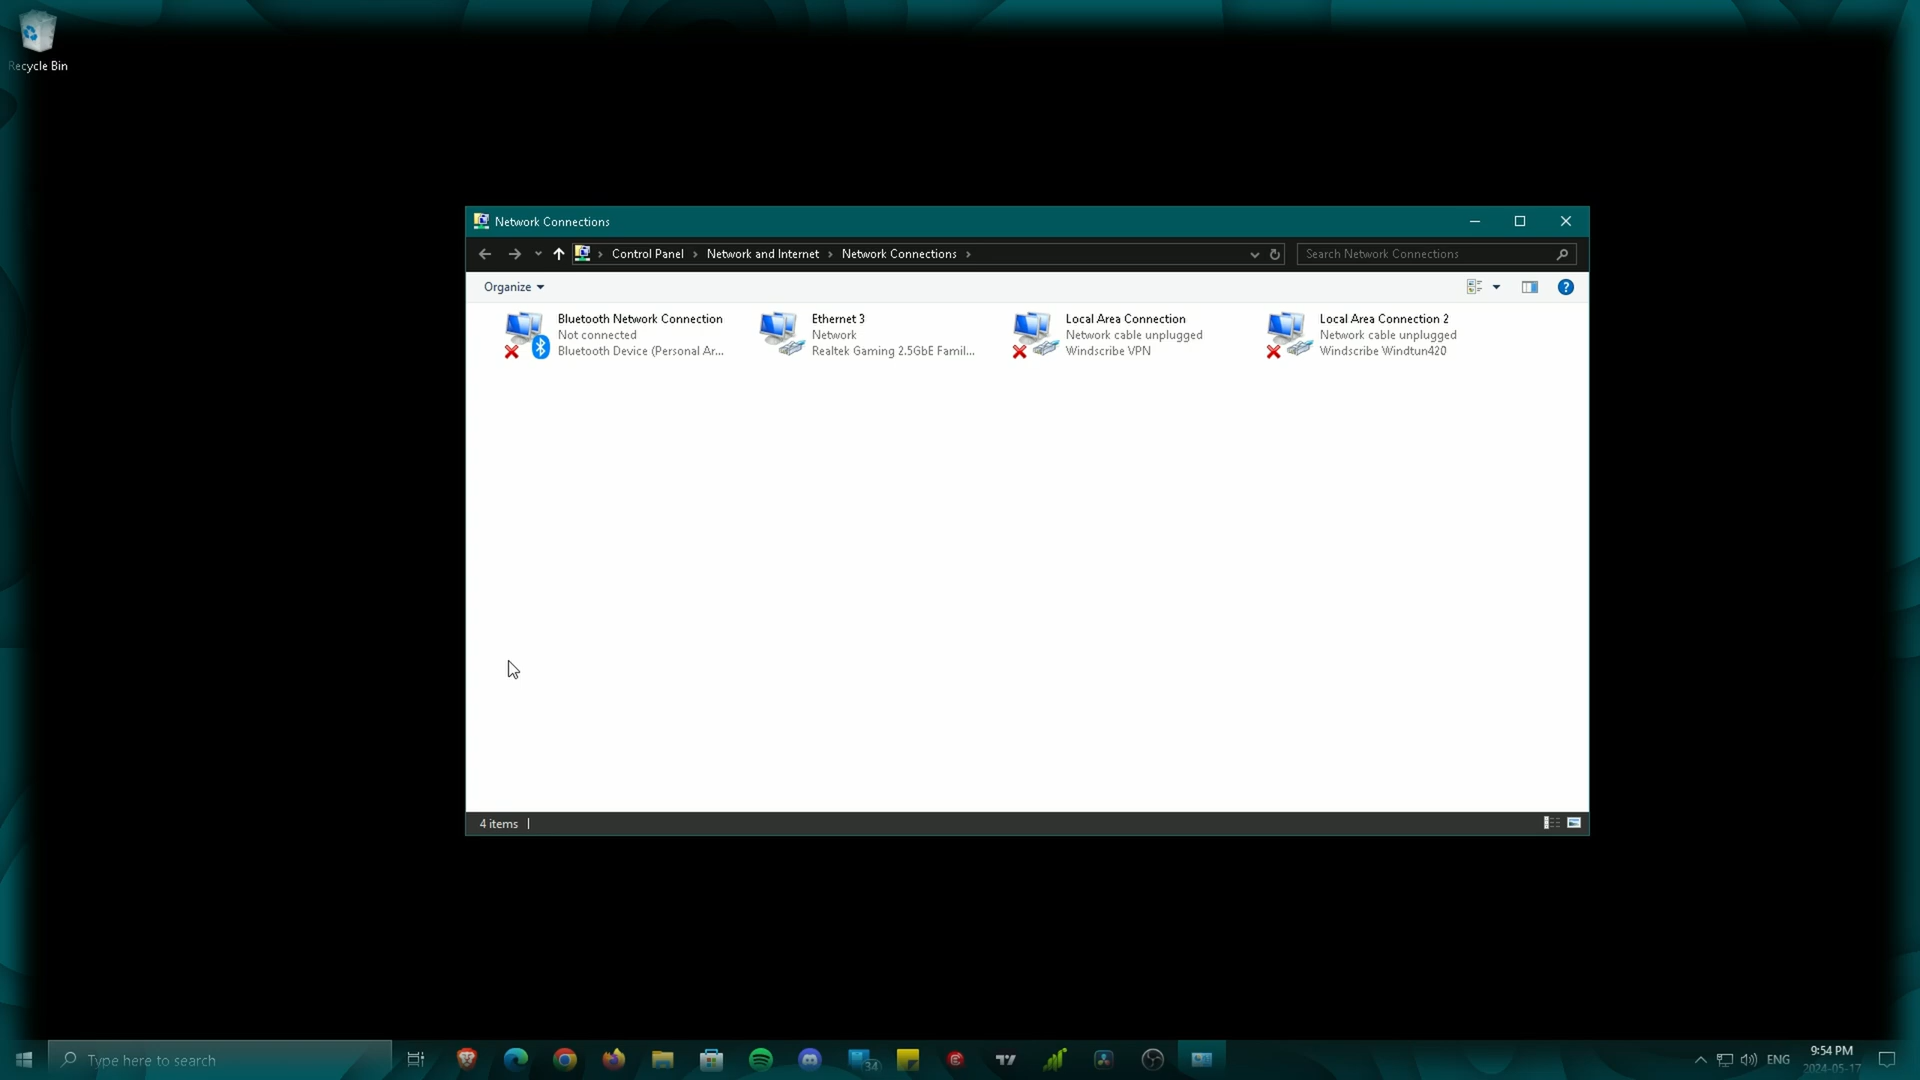 Recycle Bin
Network Connections
Control Panel > Network and Internet > Network Connections >
Search Network Connections
Organize
Bluetooth Network Connection
Not connected
Bluetooth Device (Personal Ar...
Ethernet 3
Network
Realtek Gaming 2.5GbE Famil...
Local Area Connection
Network cable unplugged
Windscribe VPN
Local Area Connection 2
Network cable unplugged
Windscribe Windtun420
4 items
Type here to search
34
ENG
9:54 PM
2024-05-17